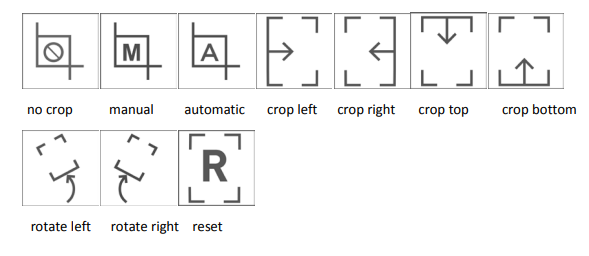 M A
no crop manual automatic crop left crop right crop top crop bottom
R
rotate left rotate right reset